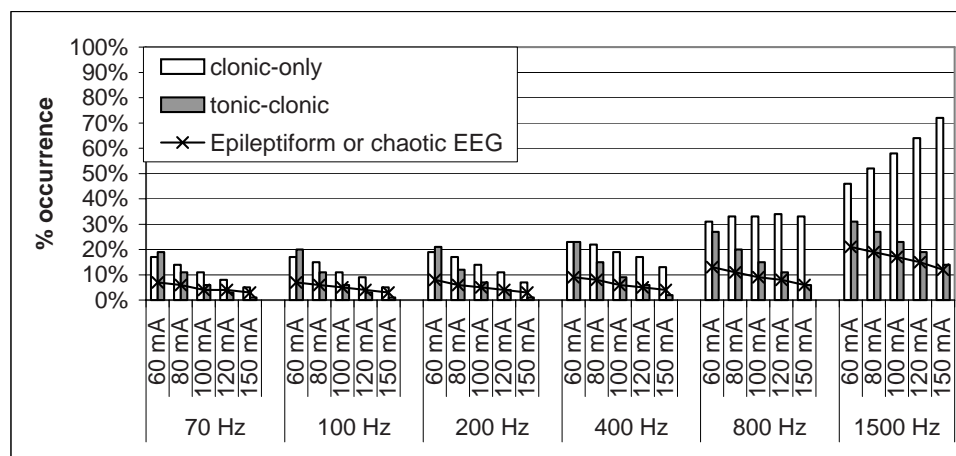 % occurrence
100%
90%
80%
70%
60%
50%
40%
30%
20%
10%
0%
clonic-only
tonic-clonic
Epileptiform or chaotic EEG
60 mA
80 mA
100 mA
120 mA
150 mA
60 mA
80 mA
100 mA
120 mA
150 mA
60 mA
80 mA
100 mA
120 mA
150 mA
60 mA
80 mA
100 mA
120 mA
150 mA
60 mA
80 mA
100 mA
120 mA
150 mA
60 mA
80 mA
100 mA
120 mA
150 mA
70 Hz 100 Hz 200 Hz 400 Hz 800 Hz 1500 Hz